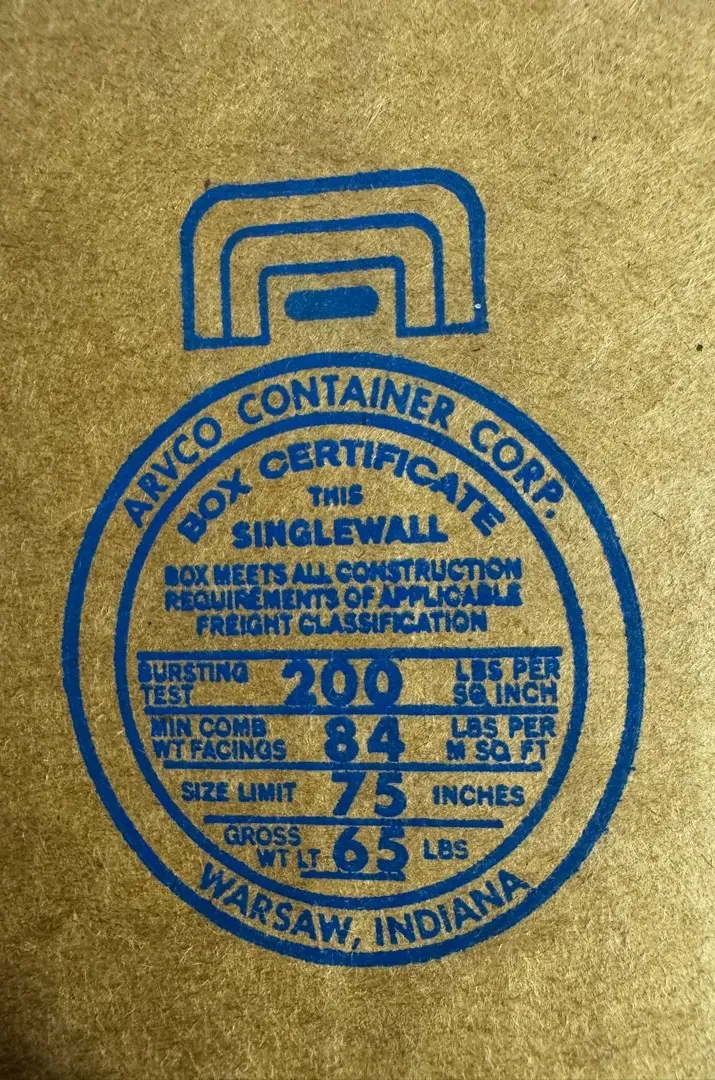 ARVCO CONTAINER CORP.
BOX CERTIFICATE
THIS
SINGLEWALL
BOX MEETS ALL CONSTRUCTION
REQUIREMENTS OF APPLICABLE
FREIGHT CLASSIFICATION
BURSTING TEST 200 LBS PER SQ INCH
MIN COMB WT FACINGS 84 LBS PER M SQ FT
SIZE LIMIT 75 INCHES
GROSS WT LT 65 LBS
WARSAW, INDIANA